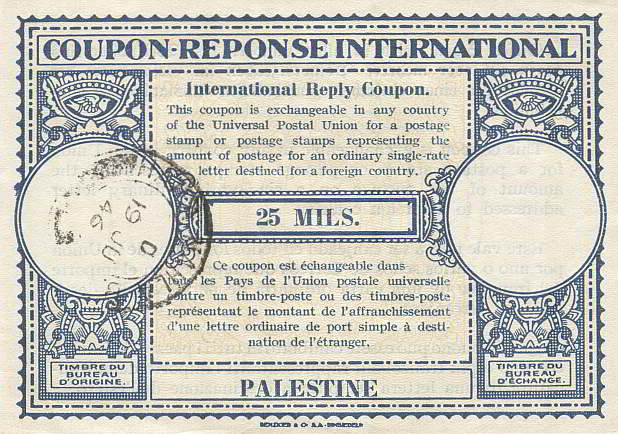 COUPON-REPONSE INTERNATIONAL
International Reply Coupon.
This coupon is exchangeable in any country
of the Universal Postal Union for a postage
stamp or postage stamps representing the
amount of postage for an ordinary single-rate
letter destined for a foreign country.
25 MILS.
19 JU
46
Ce coupon est échangeable dans
tous les Pays de l'Union postale universelle
entre un timbre-poste ou des timbres-poste
représentant le montant de l'affranchissement
d'une lettre ordinaire de port simple à desti-
nation de l'étranger.
TIMBRE DU
BUREAU
D'ORIGINE.
PALESTINE
TIMBRE DU
BUREAU
D'ÉCHANGE.
BENZIGER & Co S.A. EINSIEDELN